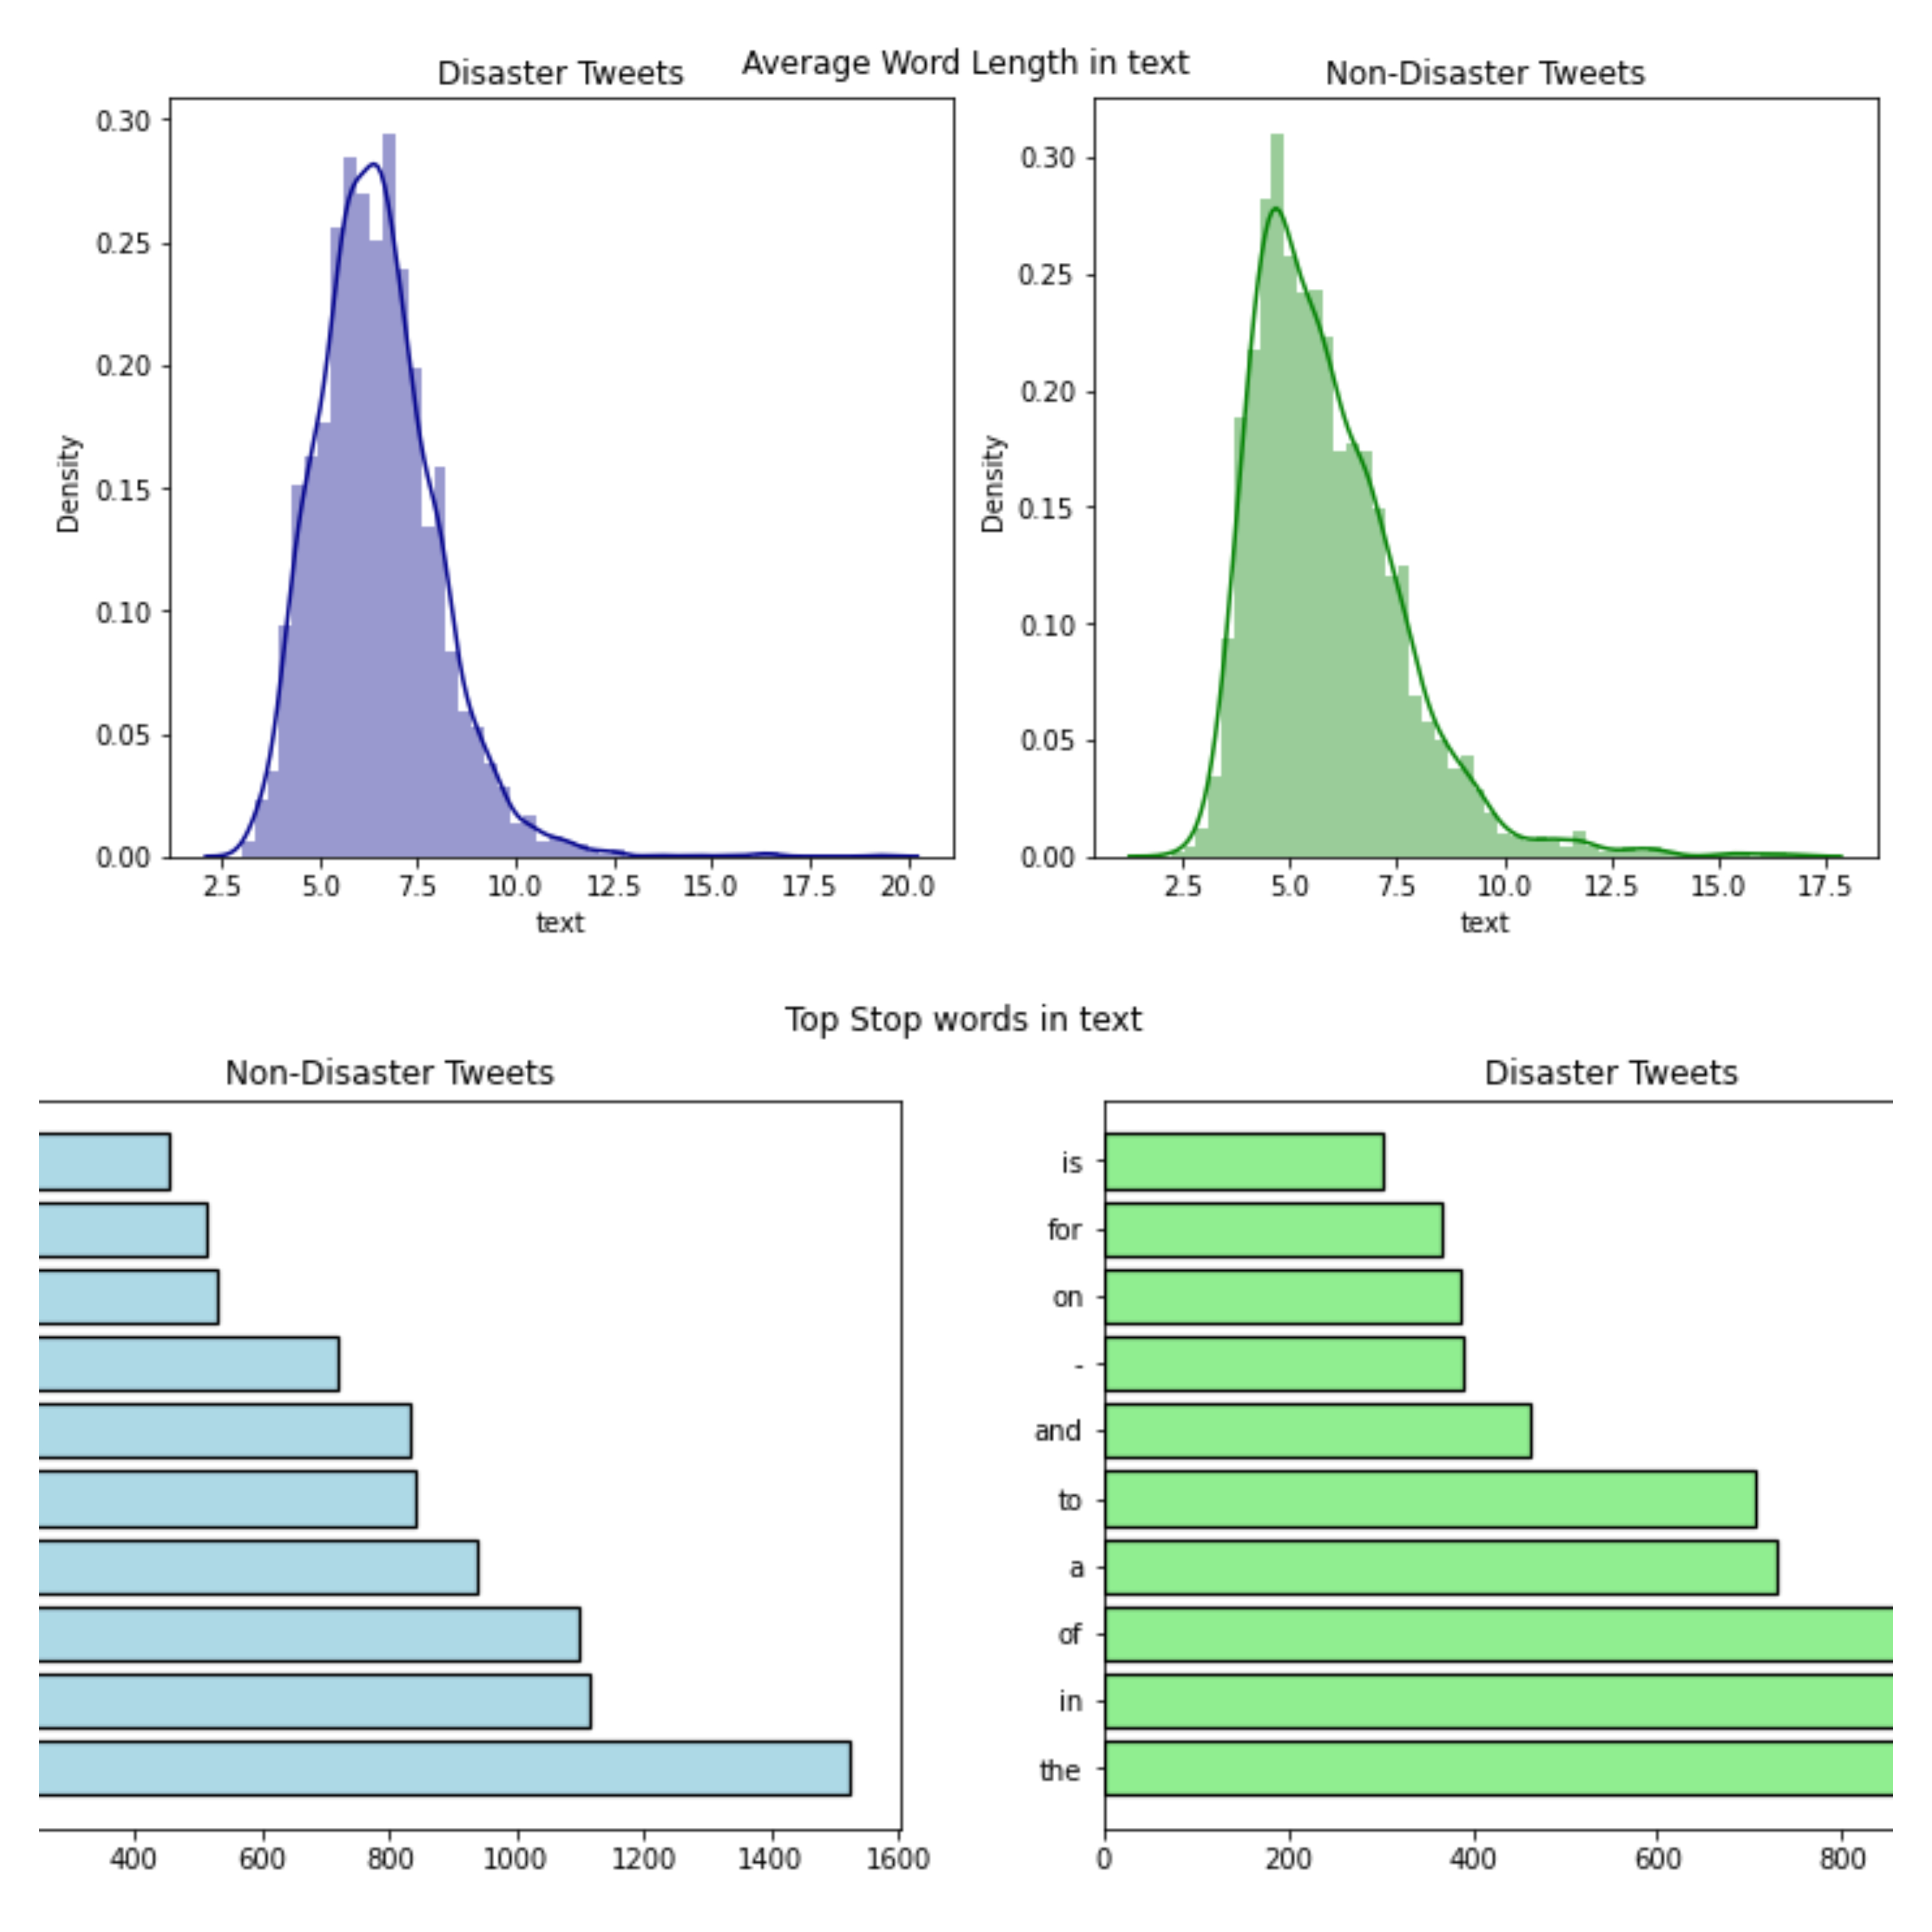 Average Word Length in text
Disaster Tweets
Non-Disaster Tweets
0.30
0.25
0.20
0.15
0.10
0.05
0.00
Density
2.5 5.0 7.5 10.0 12.5 15.0 17.5 20.0
text
0.30
0.25
0.20
0.15
0.10
0.05
0.00
Density
2.5 5.0 7.5 10.0 12.5 15.0 17.5
text
Top Stop words in text
Non-Disaster Tweets
400 600 800 1000 1200 1400 1600
Disaster Tweets
is
for
on
-
and
to
a
of
in
the
0 200 400 600 800